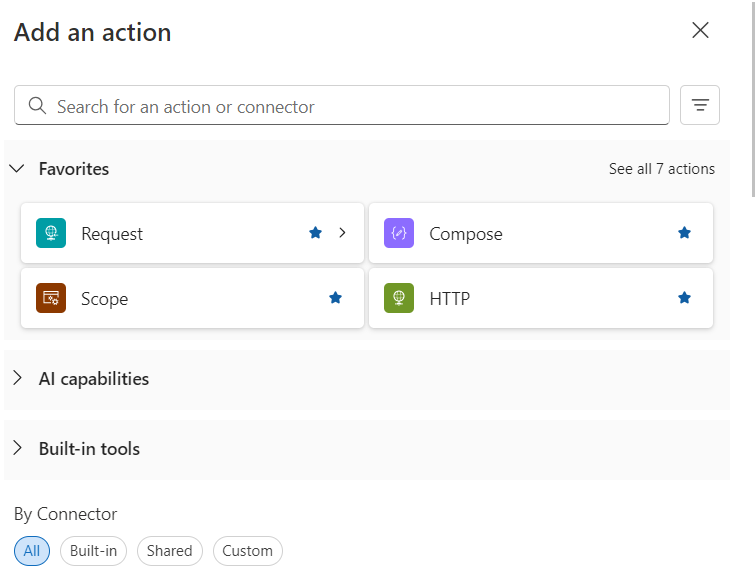 Add an action
Search for an action or connector
Favorites
See all 7 actions
Request
Compose
Scope
HTTP
AI capabilities
Built-in tools
By Connector
All Built-in Shared Custom